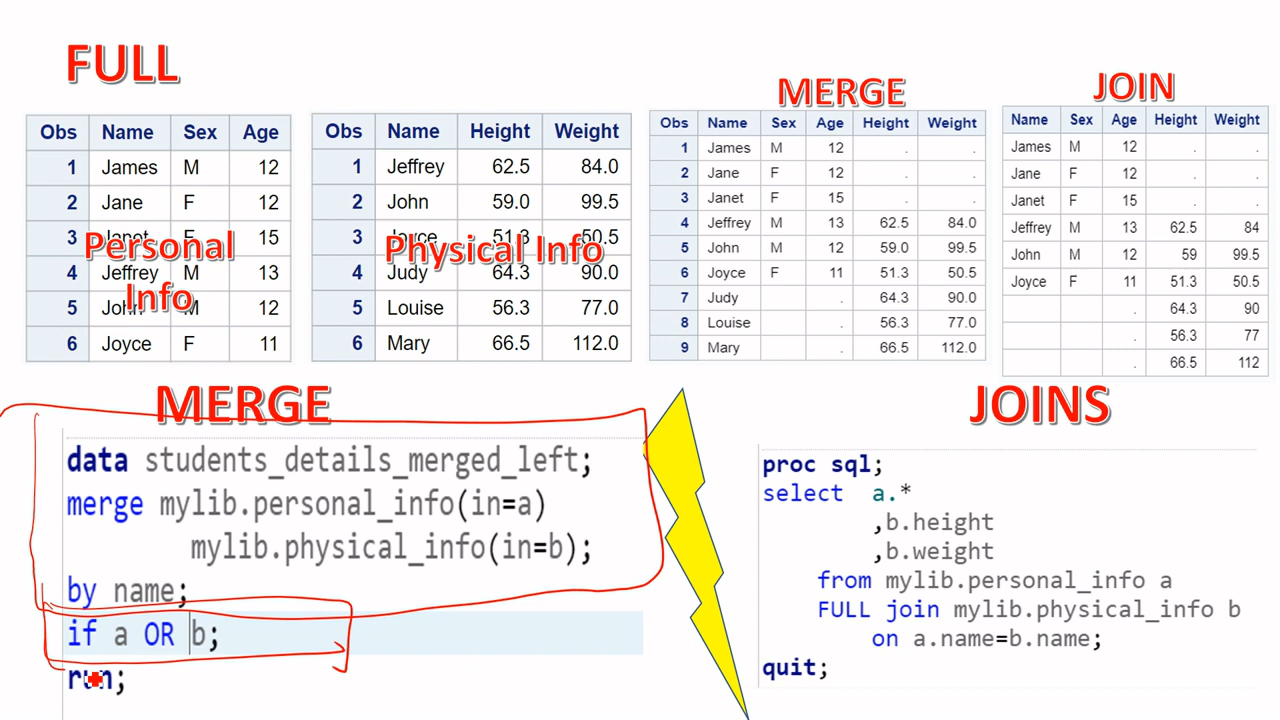 FULL
Obs Name Sex Age
1 James M 12
2 Jane F 12
3 Janet F 15
4 Jeffrey M 13
5 John M 12
6 Joyce F 11
Personal
Info
Obs Name Height Weight
1 Jeffrey 62.5 84.0
2 John 59.0 99.5
3 Joyce 51.3 50.5
4 Judy 64.3 90.0
5 Louise 56.3 77.0
6 Mary 66.5 112.0
Physical Info
MERGE
Obs Name Sex Age Height Weight
1 James M 12 . .
2 Jane F 12 . .
3 Janet F 15 . .
4 Jeffrey M 13 62.5 84.0
5 John M 12 59.0 99.5
6 Joyce F 11 51.3 50.5
7 Judy . 64.3 90.0
8 Louise . 56.3 77.0
9 Mary . 66.5 112.0
JOIN
Name Sex Age Height Weight
James M 12 . .
Jane F 12 . .
Janet F 15 . .
Jeffrey M 13 62.5 84
John M 12 59 99.5
Joyce F 11 51.3 50.5
. 64.3 90
. 56.3 77
. 66.5 112
MERGE
data students_details_merged_left;
merge mylib.personal_info(in=a)
mylib.physical_info(in=b);
by name;
if a OR b;
run;
JOINS
proc sql;
select a.*
,b.height
,b.weight
from mylib.personal_info a
FULL join mylib.physical_info b
on a.name=b.name;
quit;